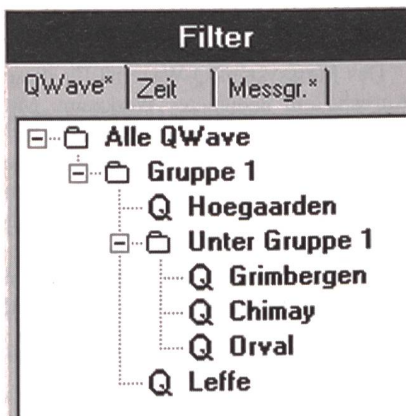 Filter
QWave* Zeit Messgr.*
Alle QWave
Gruppe 1
Q Hoegaarden
Unter Gruppe 1
Q Grimbergen
Q Chimay
Q Orval
Q Leffe